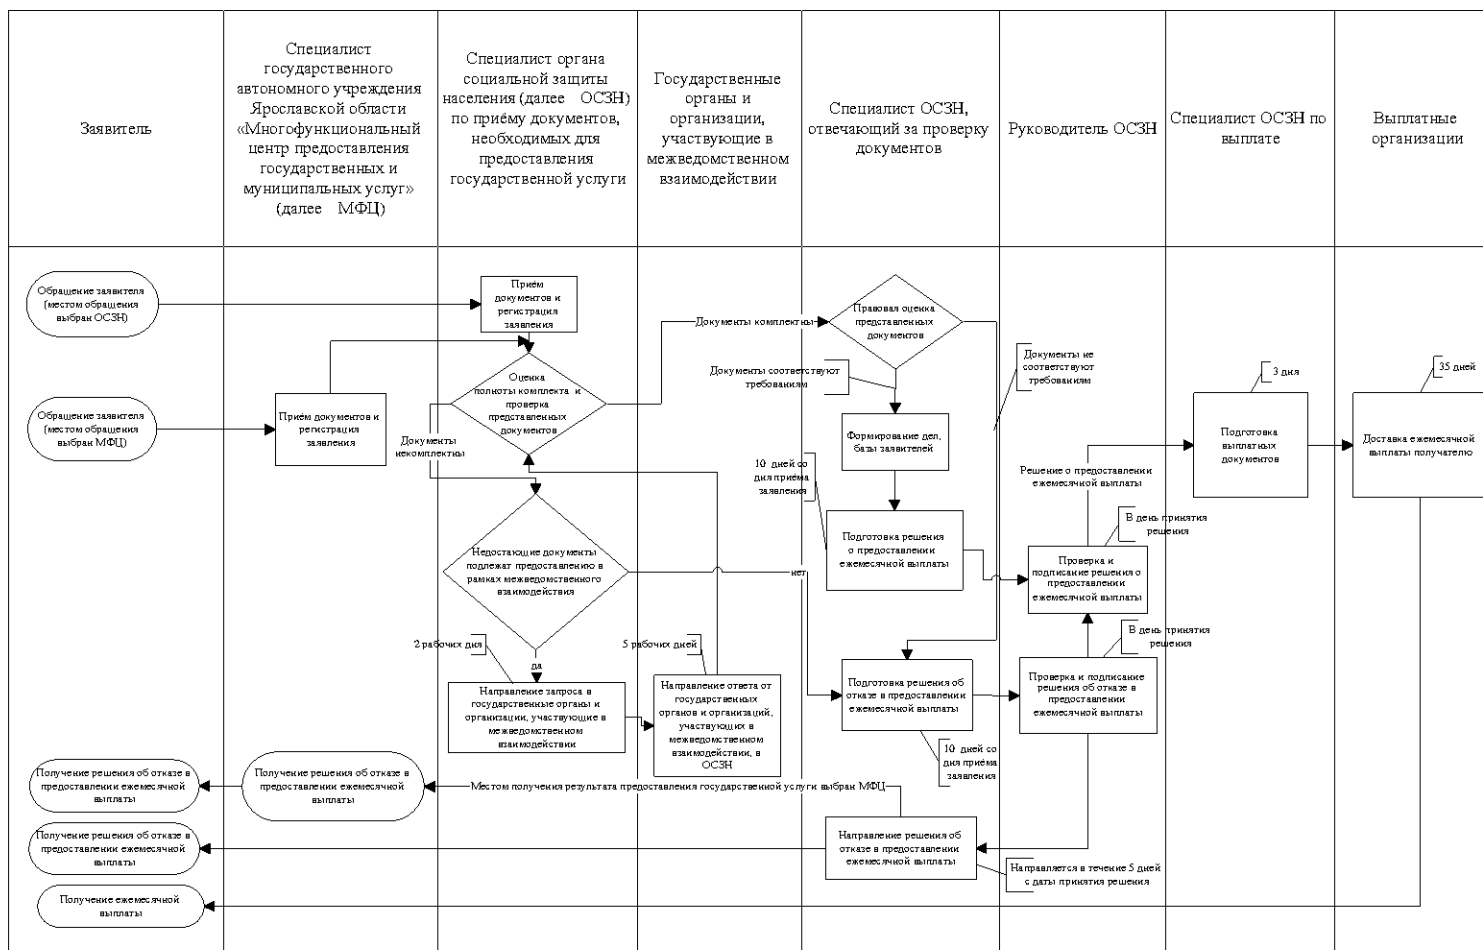 Заявитель
Специалист
государственного
автономного учреждения
Ярославской области
«Многофункциональный
центр предоставления
государственных и
муниципальных услуг»
(далее МФЦ)
Специалист органа
социальной защиты
населения (далее ОСЗН)
по приёму документов,
необходимых для
предоставления
государственной услуги
Государственные
органы и
организации,
участвующие в
межведомственном
взаимодействии
Специалист ОСЗН,
отвечающий за проверку
документов
Руководитель ОСЗН
Специалист ОСЗН по
выплате
Выплатные
организации
Обращение заявителя
(местом обращения
выбран ОСЗН)
Приём
документов и
регистрация
заявления
Документы комплектны
Правовая оценка
представленных
документов
Документы соответствуют
требованиям
Документы не
соответствуют
требованиям
3 дня
35 дней
Обращение заявителя
(местом обращения
выбран МФЦ)
Приём документов и
регистрация
заявления
Оценка
полноты комплекта и
проверка
представленных
документов
Документы
некомплектны
Формирование дел,
базы заявителей
10 дней со
дня приёма
заявления
Решение о предоставлении
ежемесячной выплаты
Подготовка
выплатных
документов
Доставка ежемесячной
выплаты получателю
В день принятия
решения
Недостающие документы
подлежат предоставлению в
рамках межведомственного
взаимодействия
нет
Подготовка решения
о предоставлении
ежемесячной выплаты
Проверка и
подписание решения о
предоставлении
ежемесячной выплаты
2 рабочих дня
да
5 рабочих дней
В день принятия
решения
Направление запроса в
государственные органы и
организации, участвующие в
межведомственном
взаимодействии
Направление ответа от
государственных
органов и организаций,
участвующих в
межведомственном
взаимодействии, в
ОСЗН
Подготовка решения об
отказе в предоставлении
ежемесячной выплаты
Проверка и подписание
решения об отказе в
предоставлении
ежемесячной выплаты
10 дней со
дня приёма
заявления
Получение решения об отказе в
предоставлении ежемесячной
выплаты
Получение решения об отказе в
предоставлении ежемесячной
выплаты
Местом получения результата предоставления государственной услуги выбран МФЦ
Получение решения об отказе в
предоставлении ежемесячной
выплаты
Направление решения об
отказе в предоставлении
ежемесячной выплаты
Направляется в течение 5 дней
с даты принятия решения
Получение ежемесячной
выплаты